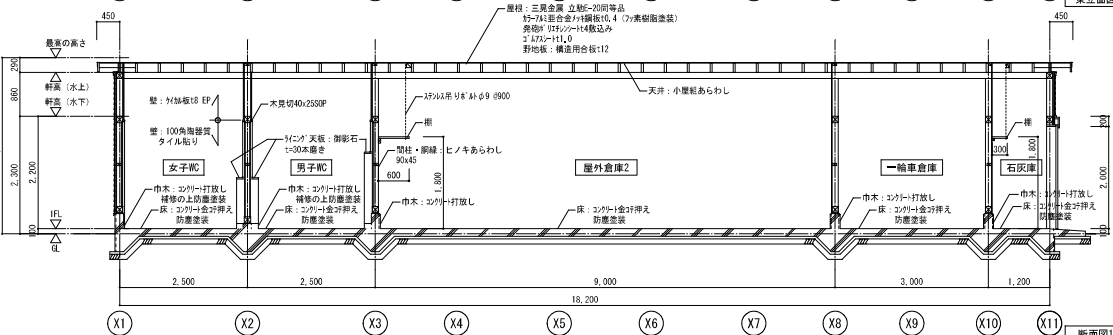 東立面図
屋根：三晃金属 立馳E-20同等品
ｶﾗｰｱﾙﾐ亜合金ﾒｯｷ鋼板t0.4（ﾌｯ素樹脂塗装）
発砲ﾎﾟﾘｴﾁﾚﾝｼｰﾄt4敷込み
ｺﾞﾑｱｽｼｰﾄt1.0
野地板：構造用合板t12
450
450
最高の高さ
290
軒高（水上）
860
軒高（水下）
壁：ｹｲｶﾙ板t8 EP
木見切40x25SOP
ｽﾃﾝﾚｽ吊りﾎﾞﾙﾄφ9 @900
天井：小屋組あらわし
壁：100角陶器質
タイル貼り
ﾗｲﾆﾝｸﾞ天板：御影石
t=30本磨き
棚
棚
200
間柱・胴縁：ヒノキあらわし
90x45
300
1,800
2,300
2,200
女子WC
男子WC
600
1,800
屋外倉庫2
一輪車倉庫
石灰庫
2,000
巾木：ｺﾝｸﾘｰﾄ打放し
補修の上防塵塗装
床：ｺﾝｸﾘｰﾄ金ｺﾃ押え
防塵塗装
巾木：ｺﾝｸﾘｰﾄ打放し
補修の上防塵塗装
床：ｺﾝｸﾘｰﾄ金ｺﾃ押え
防塵塗装
巾木：ｺﾝｸﾘｰﾄ打放し
床：ｺﾝｸﾘｰﾄ金ｺﾃ押え
防塵塗装
巾木：ｺﾝｸﾘｰﾄ打放し
床：ｺﾝｸﾘｰﾄ金ｺﾃ押え
防塵塗装
巾木：ｺﾝｸﾘｰﾄ打放し
床：ｺﾝｸﾘｰﾄ金ｺﾃ押え
防塵塗装
1FL
100
GL
100
2,500
2,500
9,000
3,000
1,200
18,200
X1
X2
X3
X4
X5
X6
X7
X8
X9
X10
X11
断面図1